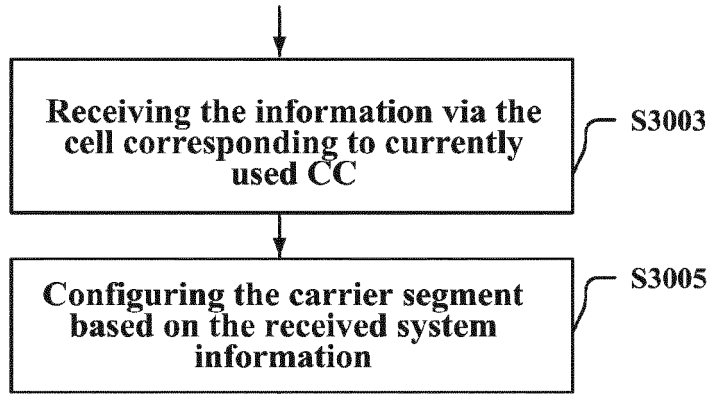 Receiving the information via the
cell corresponding to currently
used CC
S3003
Configuring the carrier segment
based on the received system
information
S3005